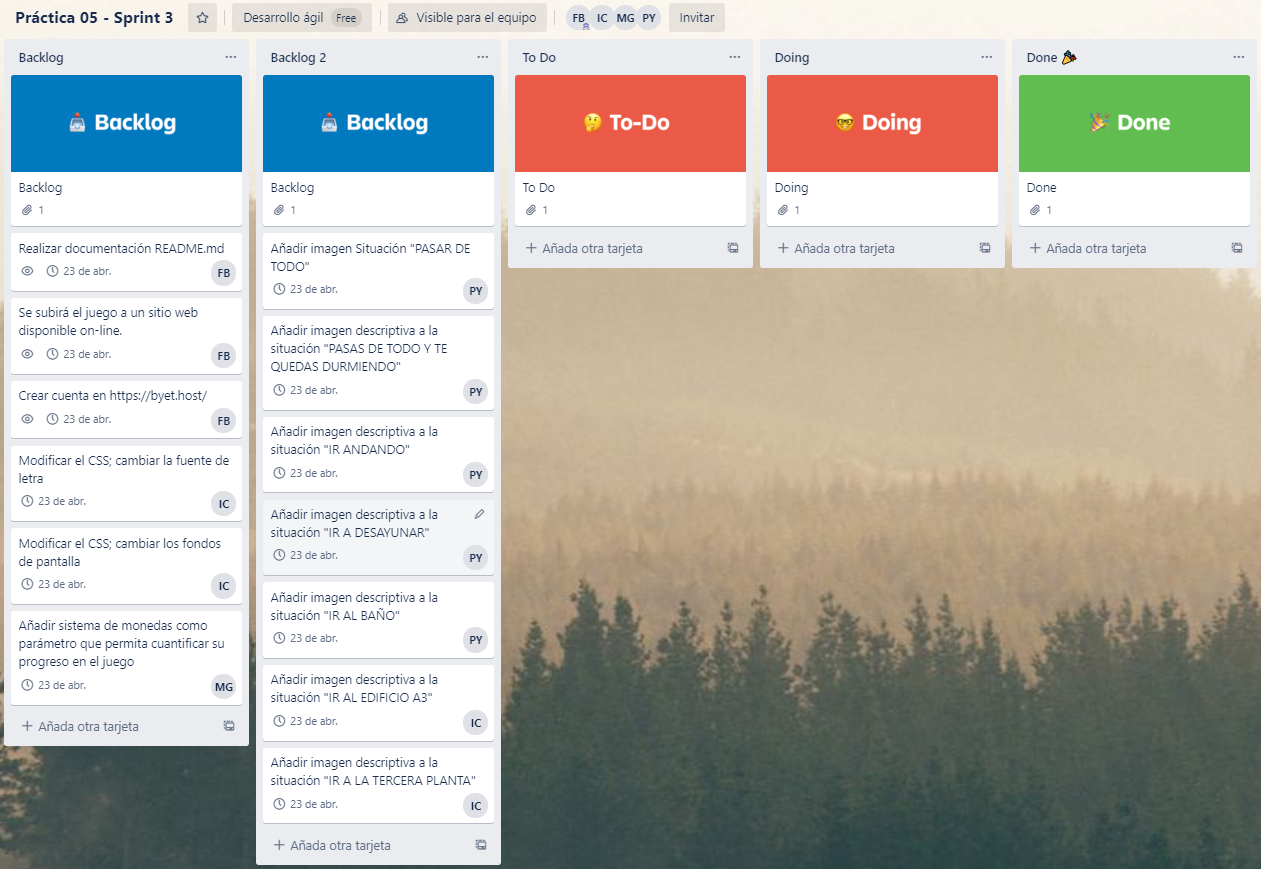 Práctica 05 - Sprint 3
Desarrollo ágil Free
Visible para el equipo
FB IC MG PY
Invitar
Backlog
Backlog
Backlog
1
Realizar documentación README.md
23 de abr.
FB
Se subirá el juego a un sitio web
disponible on-line.
23 de abr.
FB
Crear cuenta en https://byet.host/
23 de abr.
FB
Modificar el CSS; cambiar la fuente de
letra
23 de abr.
IC
Modificar el CSS; cambiar los fondos
de pantalla
23 de abr.
IC
Añadir sistema de monedas como
parámetro que permita cuantificar su
progreso en el juego
23 de abr.
MG
+ Añada otra tarjeta
Backlog 2
Backlog
Backlog
1
Añadir imagen Situación "PASAR DE
TODO"
23 de abr.
PY
Añadir imagen descriptiva a la
situación "PASAS DE TODO Y TE
QUEDAS DURMIENDO"
23 de abr.
PY
Añadir imagen descriptiva a la
situación "IR ANDANDO"
23 de abr.
PY
Añadir imagen descriptiva a la
situación "IR A DESAYUNAR"
23 de abr.
PY
Añadir imagen descriptiva a la
situación "IR AL BAÑO"
23 de abr.
PY
Añadir imagen descriptiva a la
situación "IR AL EDIFICIO A3"
23 de abr.
IC
Añadir imagen descriptiva a la
situación "IR A LA TERCERA PLANTA"
23 de abr.
IC
+ Añada otra tarjeta
To Do
To-Do
To Do
1
+ Añada otra tarjeta
Doing
Doing
Doing
1
+ Añada otra tarjeta
Done
Done
Done
1
+ Añada otra tarjeta